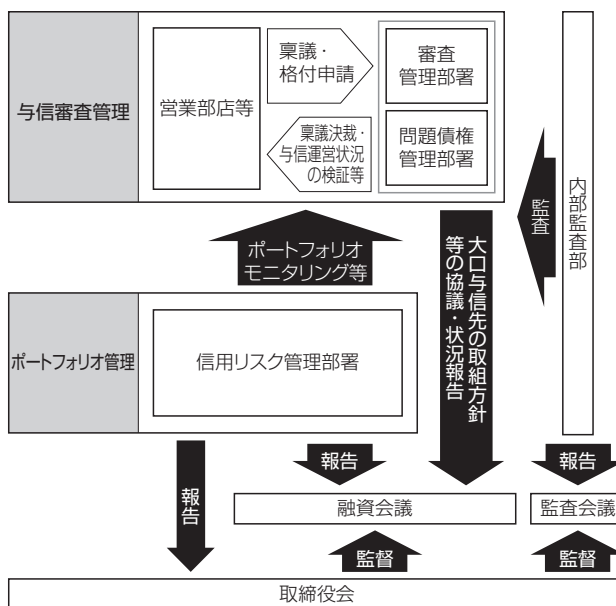 与信審査管理
営業部店等
稟議・
格付申請
稟議決裁・
与信運営状況
の検証等
審査
管理部署
問題債権
管理部署
監査
内部監査部
ポートフォリオ
モニタリング等
大口与信先の取組方針
等の協議・状況報告
ポートフォリオ管理
信用リスク管理部署
報告
報告
報告
融資会議
監査会議
監督
監督
取締役会